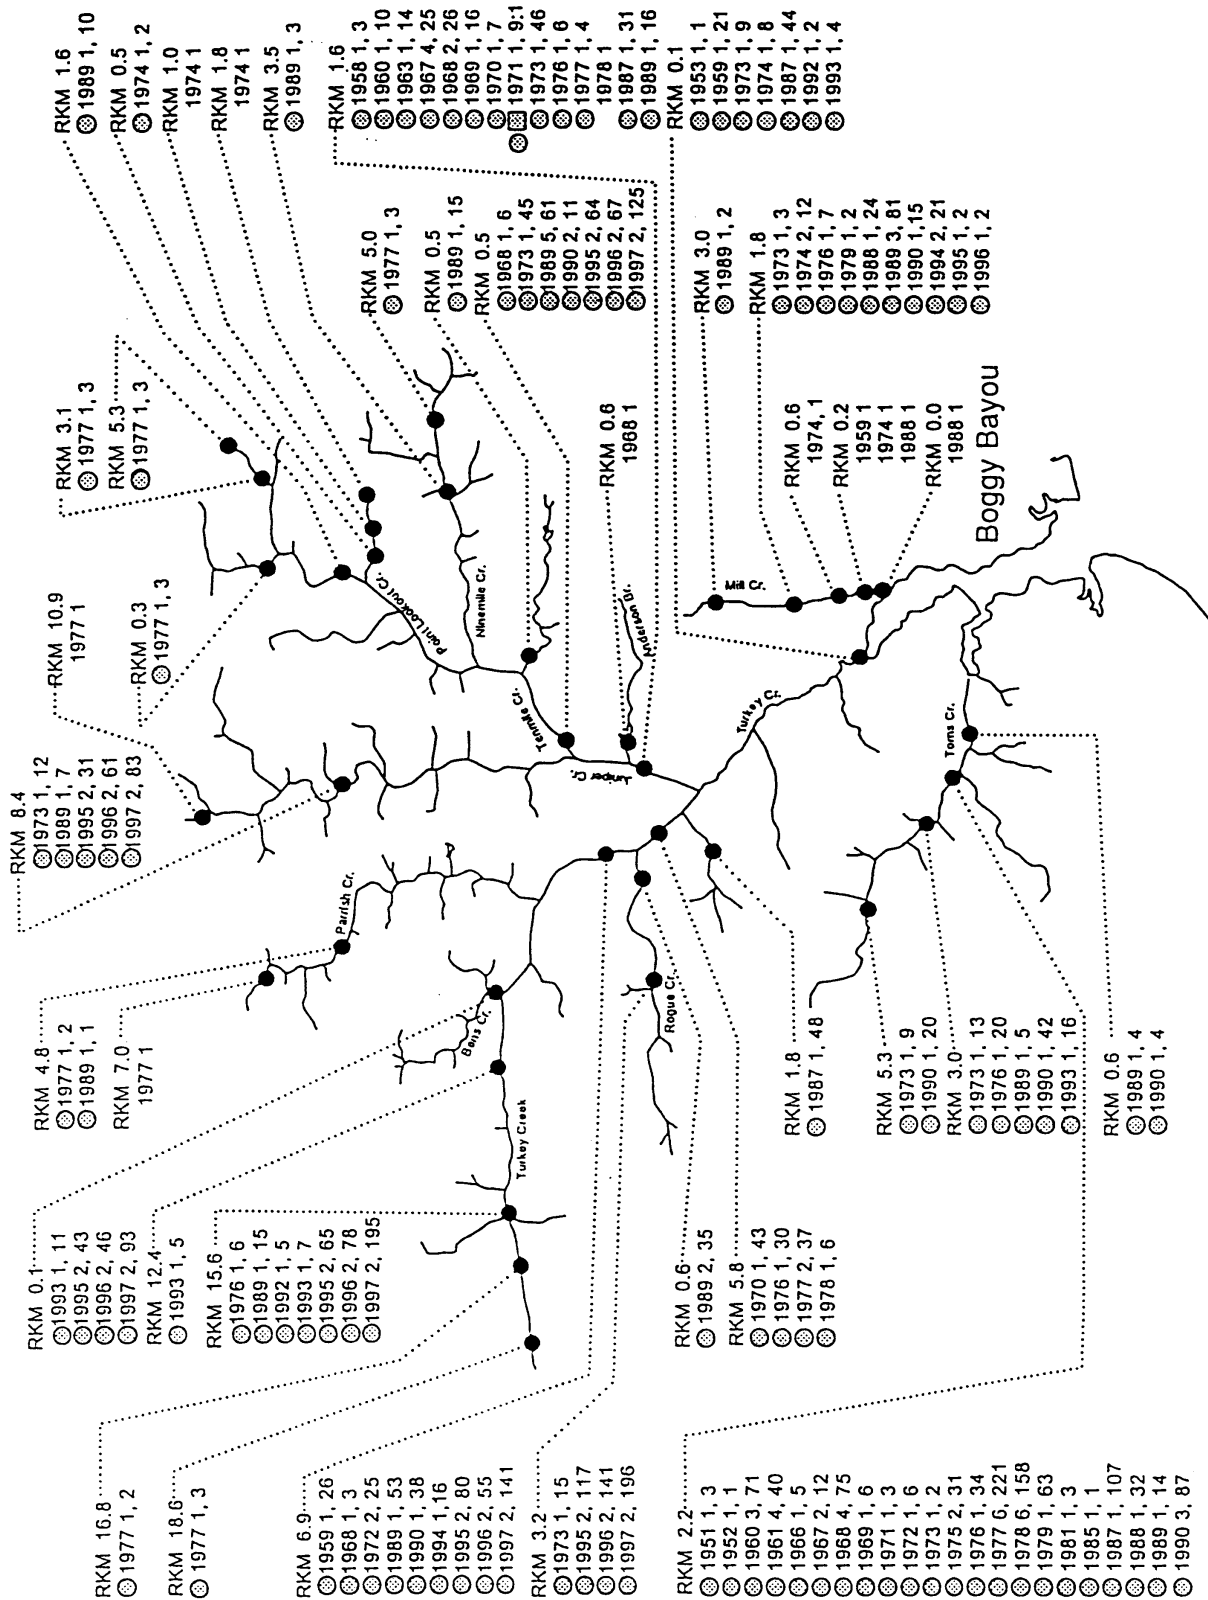 RKM 1.6
1989 1, 10
RKM 0.5
1974 1, 2
RKM 1.0
1974 1
RKM 1.8
1974 1
RKM 3.5
1989 1, 3
RKM 1.6
1958 1, 3
1960 1, 10
1963 1, 14
1967 4, 25
1968 2, 26
1969 1, 16
1970 1, 7
1971 1, 9:1
1973 1, 46
1976 1, 6
1977 1, 4
1978 1
1987 1, 31
1989 1, 16
RKM 0.1
1953 1, 1
1959 1, 21
1973 1, 9
1974 1, 8
1987 1, 44
1992 1, 2
1993 1, 4
RKM 3.1
1977 1, 3
RKM 5.3
1977 1, 3
RKM 5.0
1977 1, 3
RKM 0.5
1989 1, 15
RKM 0.5
1968 1, 6
1973 1, 45
1989 5, 61
1990 2, 11
1995 2, 64
1996 2, 67
1997 2, 125
RKM 3.0
1989 1, 2
RKM 1.8
1973 1, 3
1974 2, 12
1976 1, 7
1979 1, 2
1988 1, 24
1989 3, 81
1990 1,15
1994 2, 21
1995 1, 2
1996 1, 2
RKM 0.6
1968 1
RKM 0.6
1974, 1
RKM 0.2
1959 1
1974 1
1988 1
RKM 0.0
1988 1
Boggy Bayou
RKM 10.9
1977 1
RKM 0.3
1977 1, 3
RKM 8.4
1973 1, 12
1989 1, 7
1995 2, 31
1996 2, 61
1997 2, 83
Point Lookout Cr.
Ninemile Cr.
Tenmile Cr.
Anderson Br.
Juniper Cr.
Mill Cr.
Turkey Cr.
Toms Cr.
Parrish Cr.
Bens Cr.
Rogue Cr.
Turkey Creek
RKM 4.8
1977 1, 2
1989 1, 1
RKM 7.0
1977 1
RKM 1.8
1987 1, 48
RKM 5.3
1973 1, 9
1990 1, 20
RKM 3.0
1973 1, 13
1976 1, 20
1989 1, 5
1990 1, 42
1993 1, 16
RKM 0.6
1989 1, 4
1990 1, 4
RKM 0.1
1993 1, 11
1995 2, 43
1996 2, 46
1997 2, 93
RKM 12.4
1993 1, 5
RKM 15.6
1976 1, 6
1989 1, 15
1992 1, 5
1993 1, 7
1995 2, 65
1996 2, 78
1997 2, 195
RKM 0.6
1989 2, 35
RKM 5.8
1970 1, 43
1976 1, 30
1977 2, 37
1978 1, 6
RKM 16.8
1977 1, 2
RKM 18.6
1977 1, 3
RKM 6.9
1959 1, 26
1968 1, 3
1972 2, 25
1989 1, 53
1990 1, 38
1994 1, 16
1995 2, 80
1996 2, 55
1997 2, 141
RKM 3.2
1973 1, 15
1995 2, 117
1996 2, 141
1997 2, 196
RKM 2.2
1951 1, 3
1952 1, 1
1960 3, 71
1961 4, 40
1966 1, 5
1967 2, 12
1968 4, 75
1969 1, 6
1971 1, 3
1972 1, 6
1973 1, 2
1975 2, 31
1976 1, 34
1977 6, 221
1978 6, 158
1979 1, 63
1981 1, 3
1985 1, 1
1987 1, 107
1988 1, 32
1989 1, 14
1990 3, 87